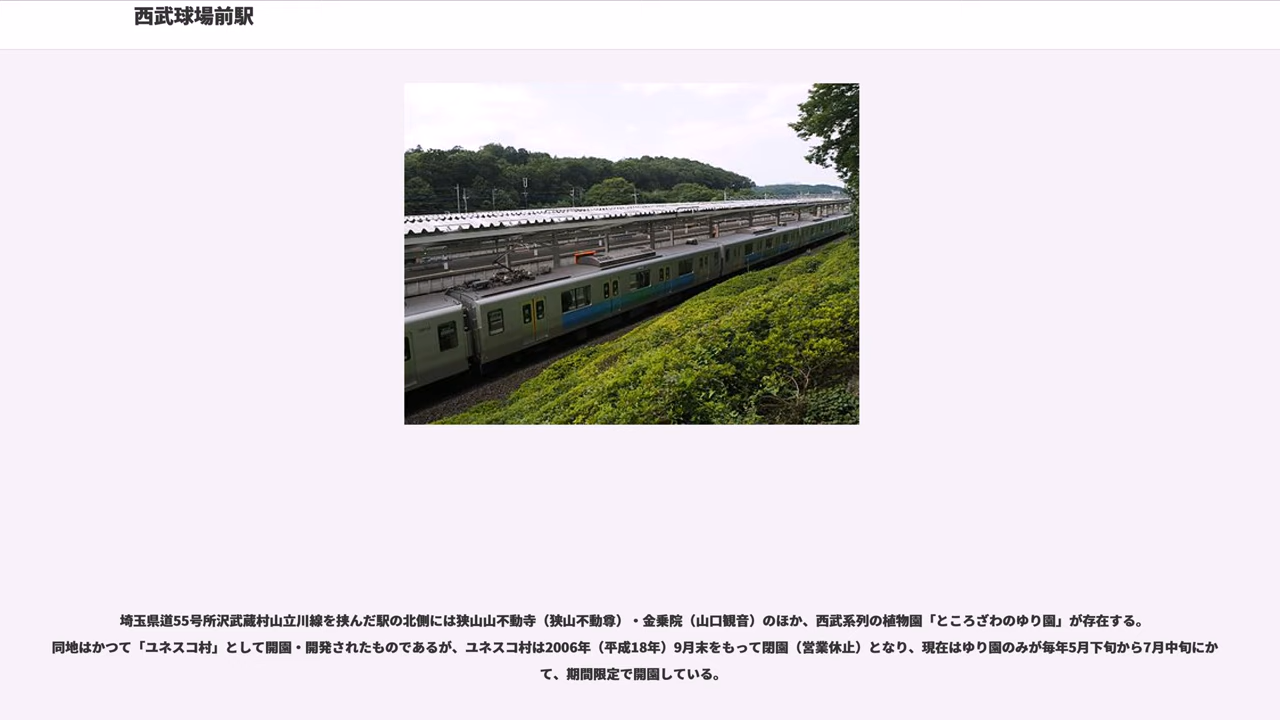 西武球場前駅
埼玉県道55号所沢武蔵村山立川線を挟んだ駅の北側には狭山山不動寺（狭山不動尊）・金乗院（山口観音）のほか、西武系列の植物園「ところざわのゆり園」が存在する。
同地はかつて「ユネスコ村」として開園・開発されたものであるが、ユネスコ村は2006年（平成18年）9月末をもって閉園（営業休止）となり、現在はゆり園のみが毎年5月下旬から7月中旬にか
て、期間限定で開園している。